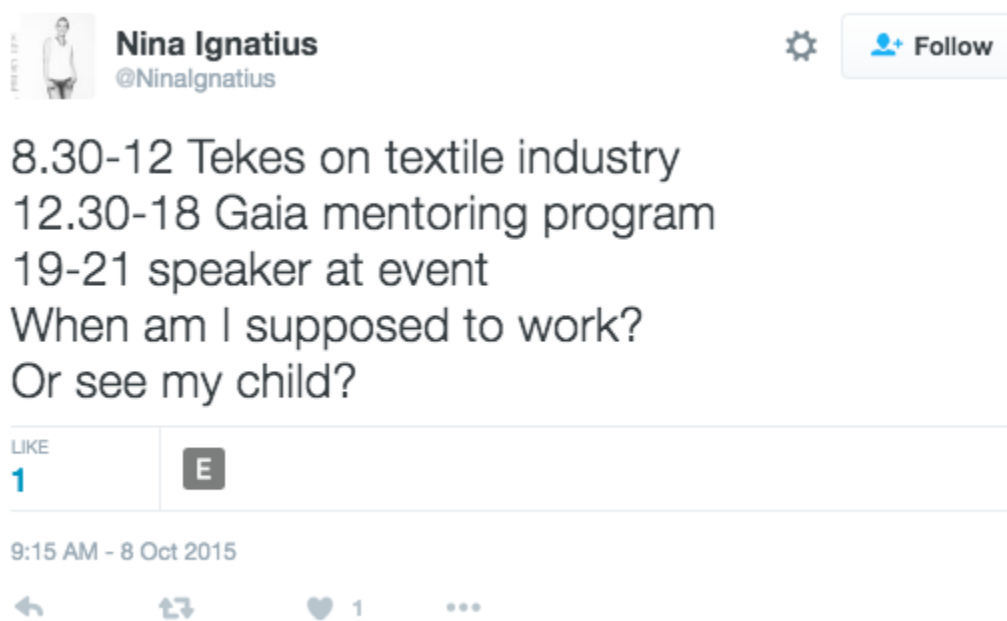 Nina Ignatius
@NinaIgnatius
Follow
8.30-12 Tekes on textile industry
12.30-18 Gaia mentoring program
19-21 speaker at event
When am I supposed to work?
Or see my child?
LIKE
1
E
9:15 AM - 8 Oct 2015
1